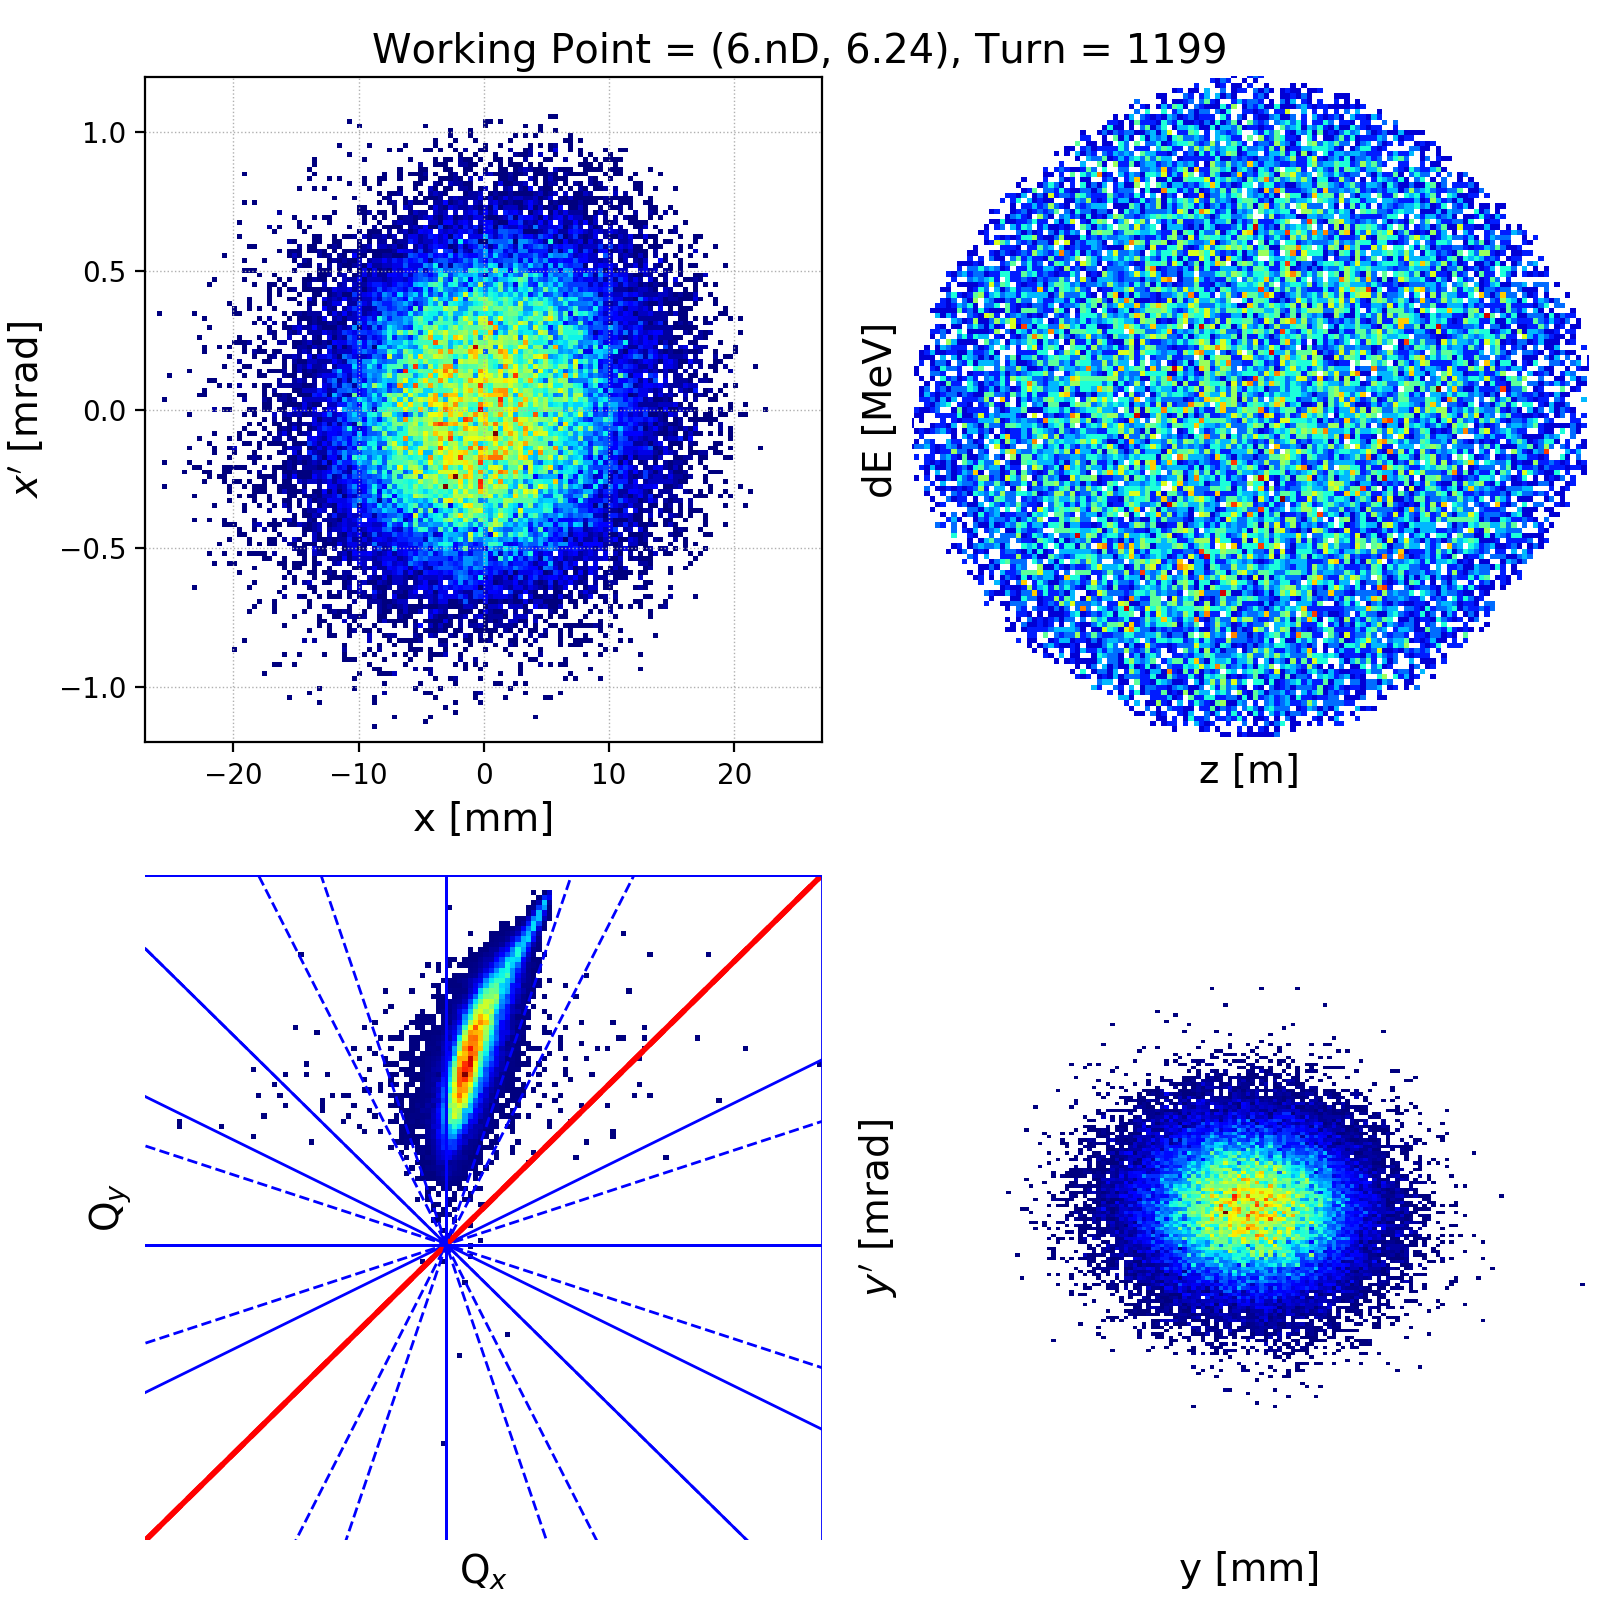 Working Point = (6.nD, 6.24), Turn = 1199
1.0
0.5
0.0
−0.5
−1.0
x′ [mrad]
−20 −10 0 10 20
x [mm]
dE [MeV]
z [m]
Qy
Qx
y′ [mrad]
y [mm]